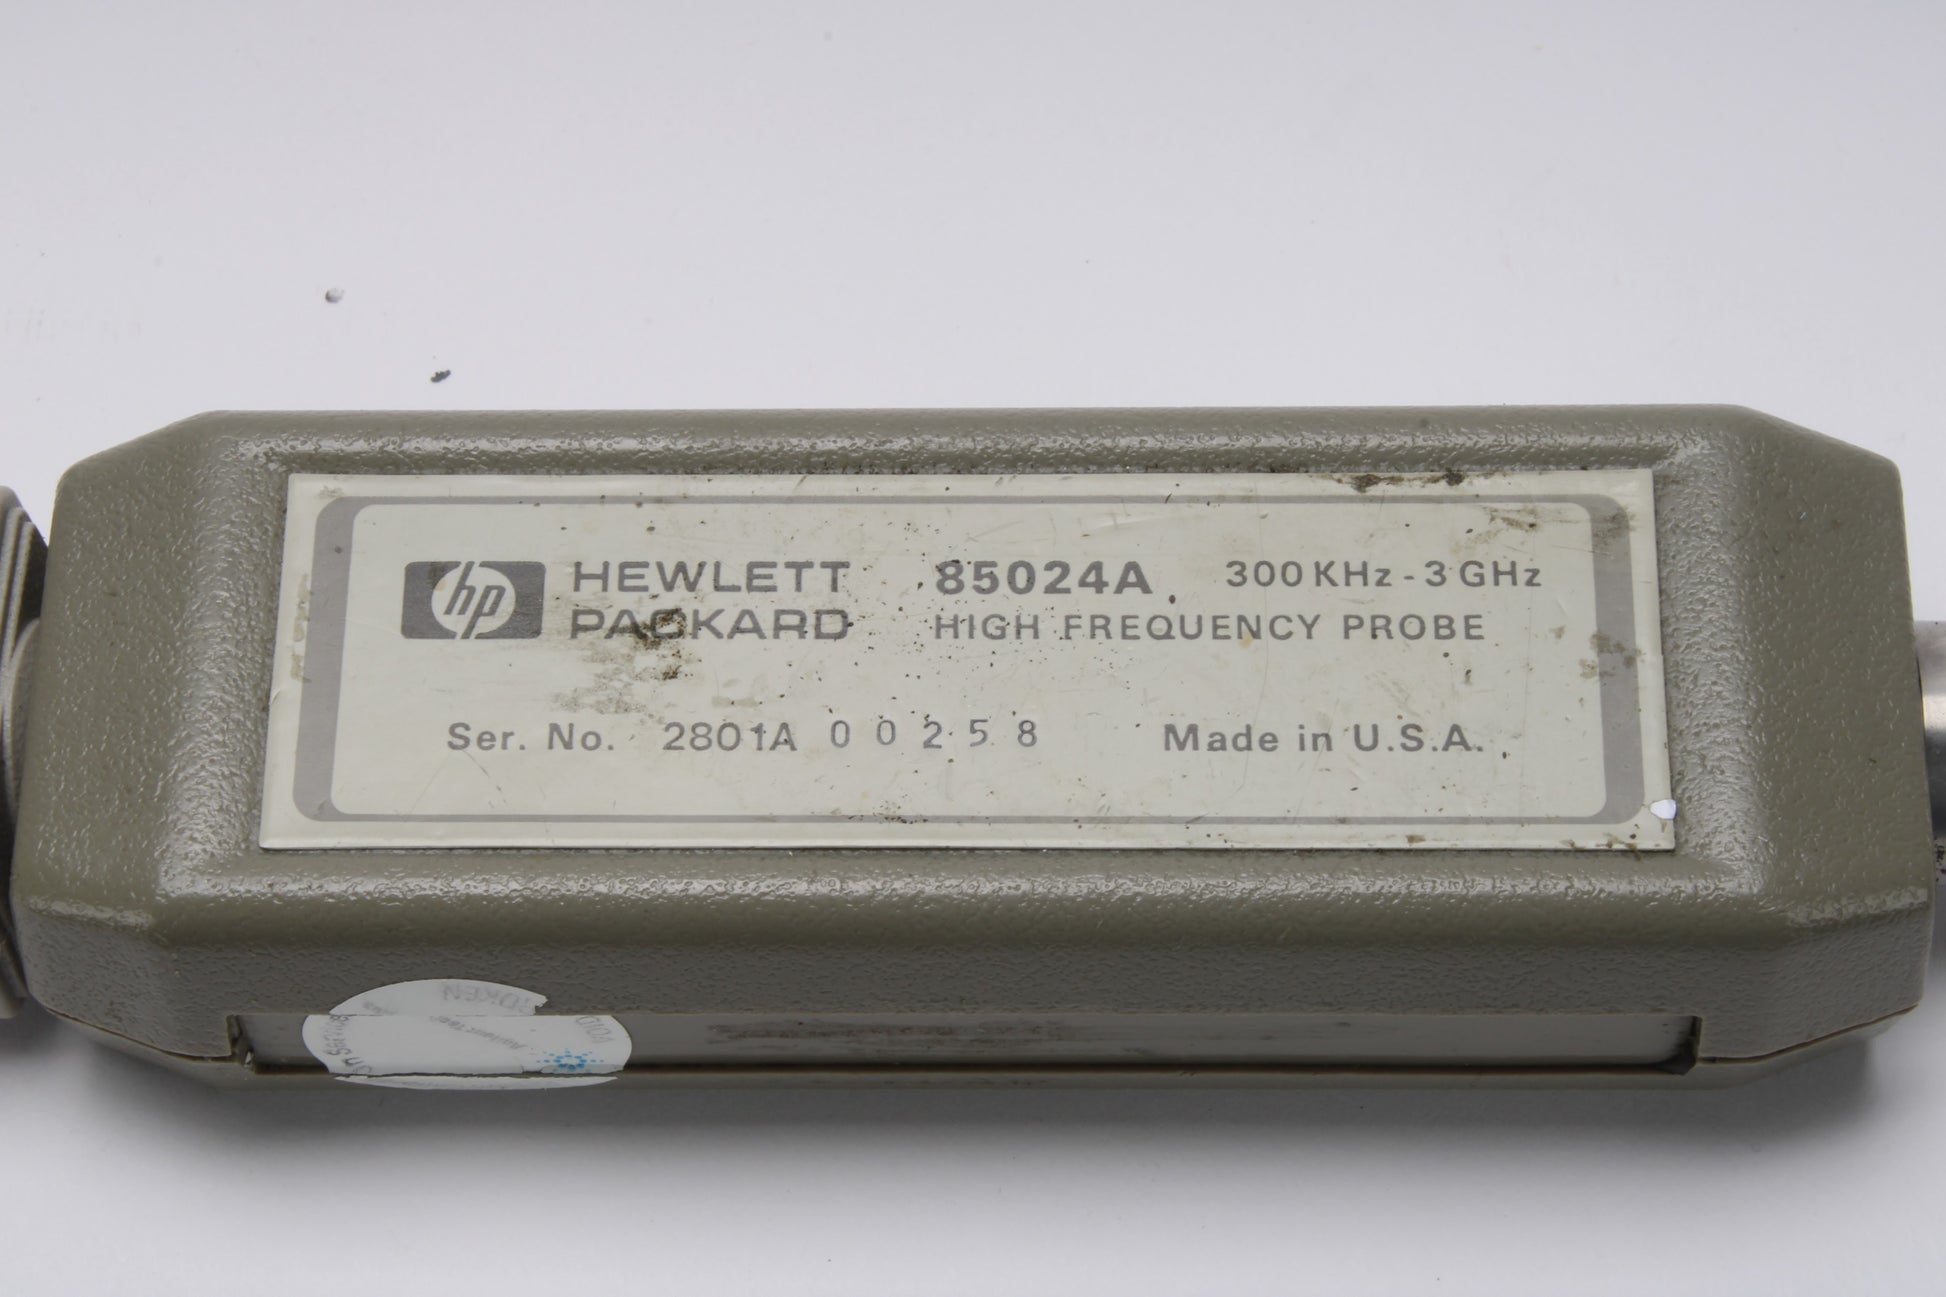 hp HEWLETT PACKARD
85024A 300KHz-3GHz
HIGH FREQUENCY PROBE
Ser. No. 2801A 00258 Made in U.S.A.